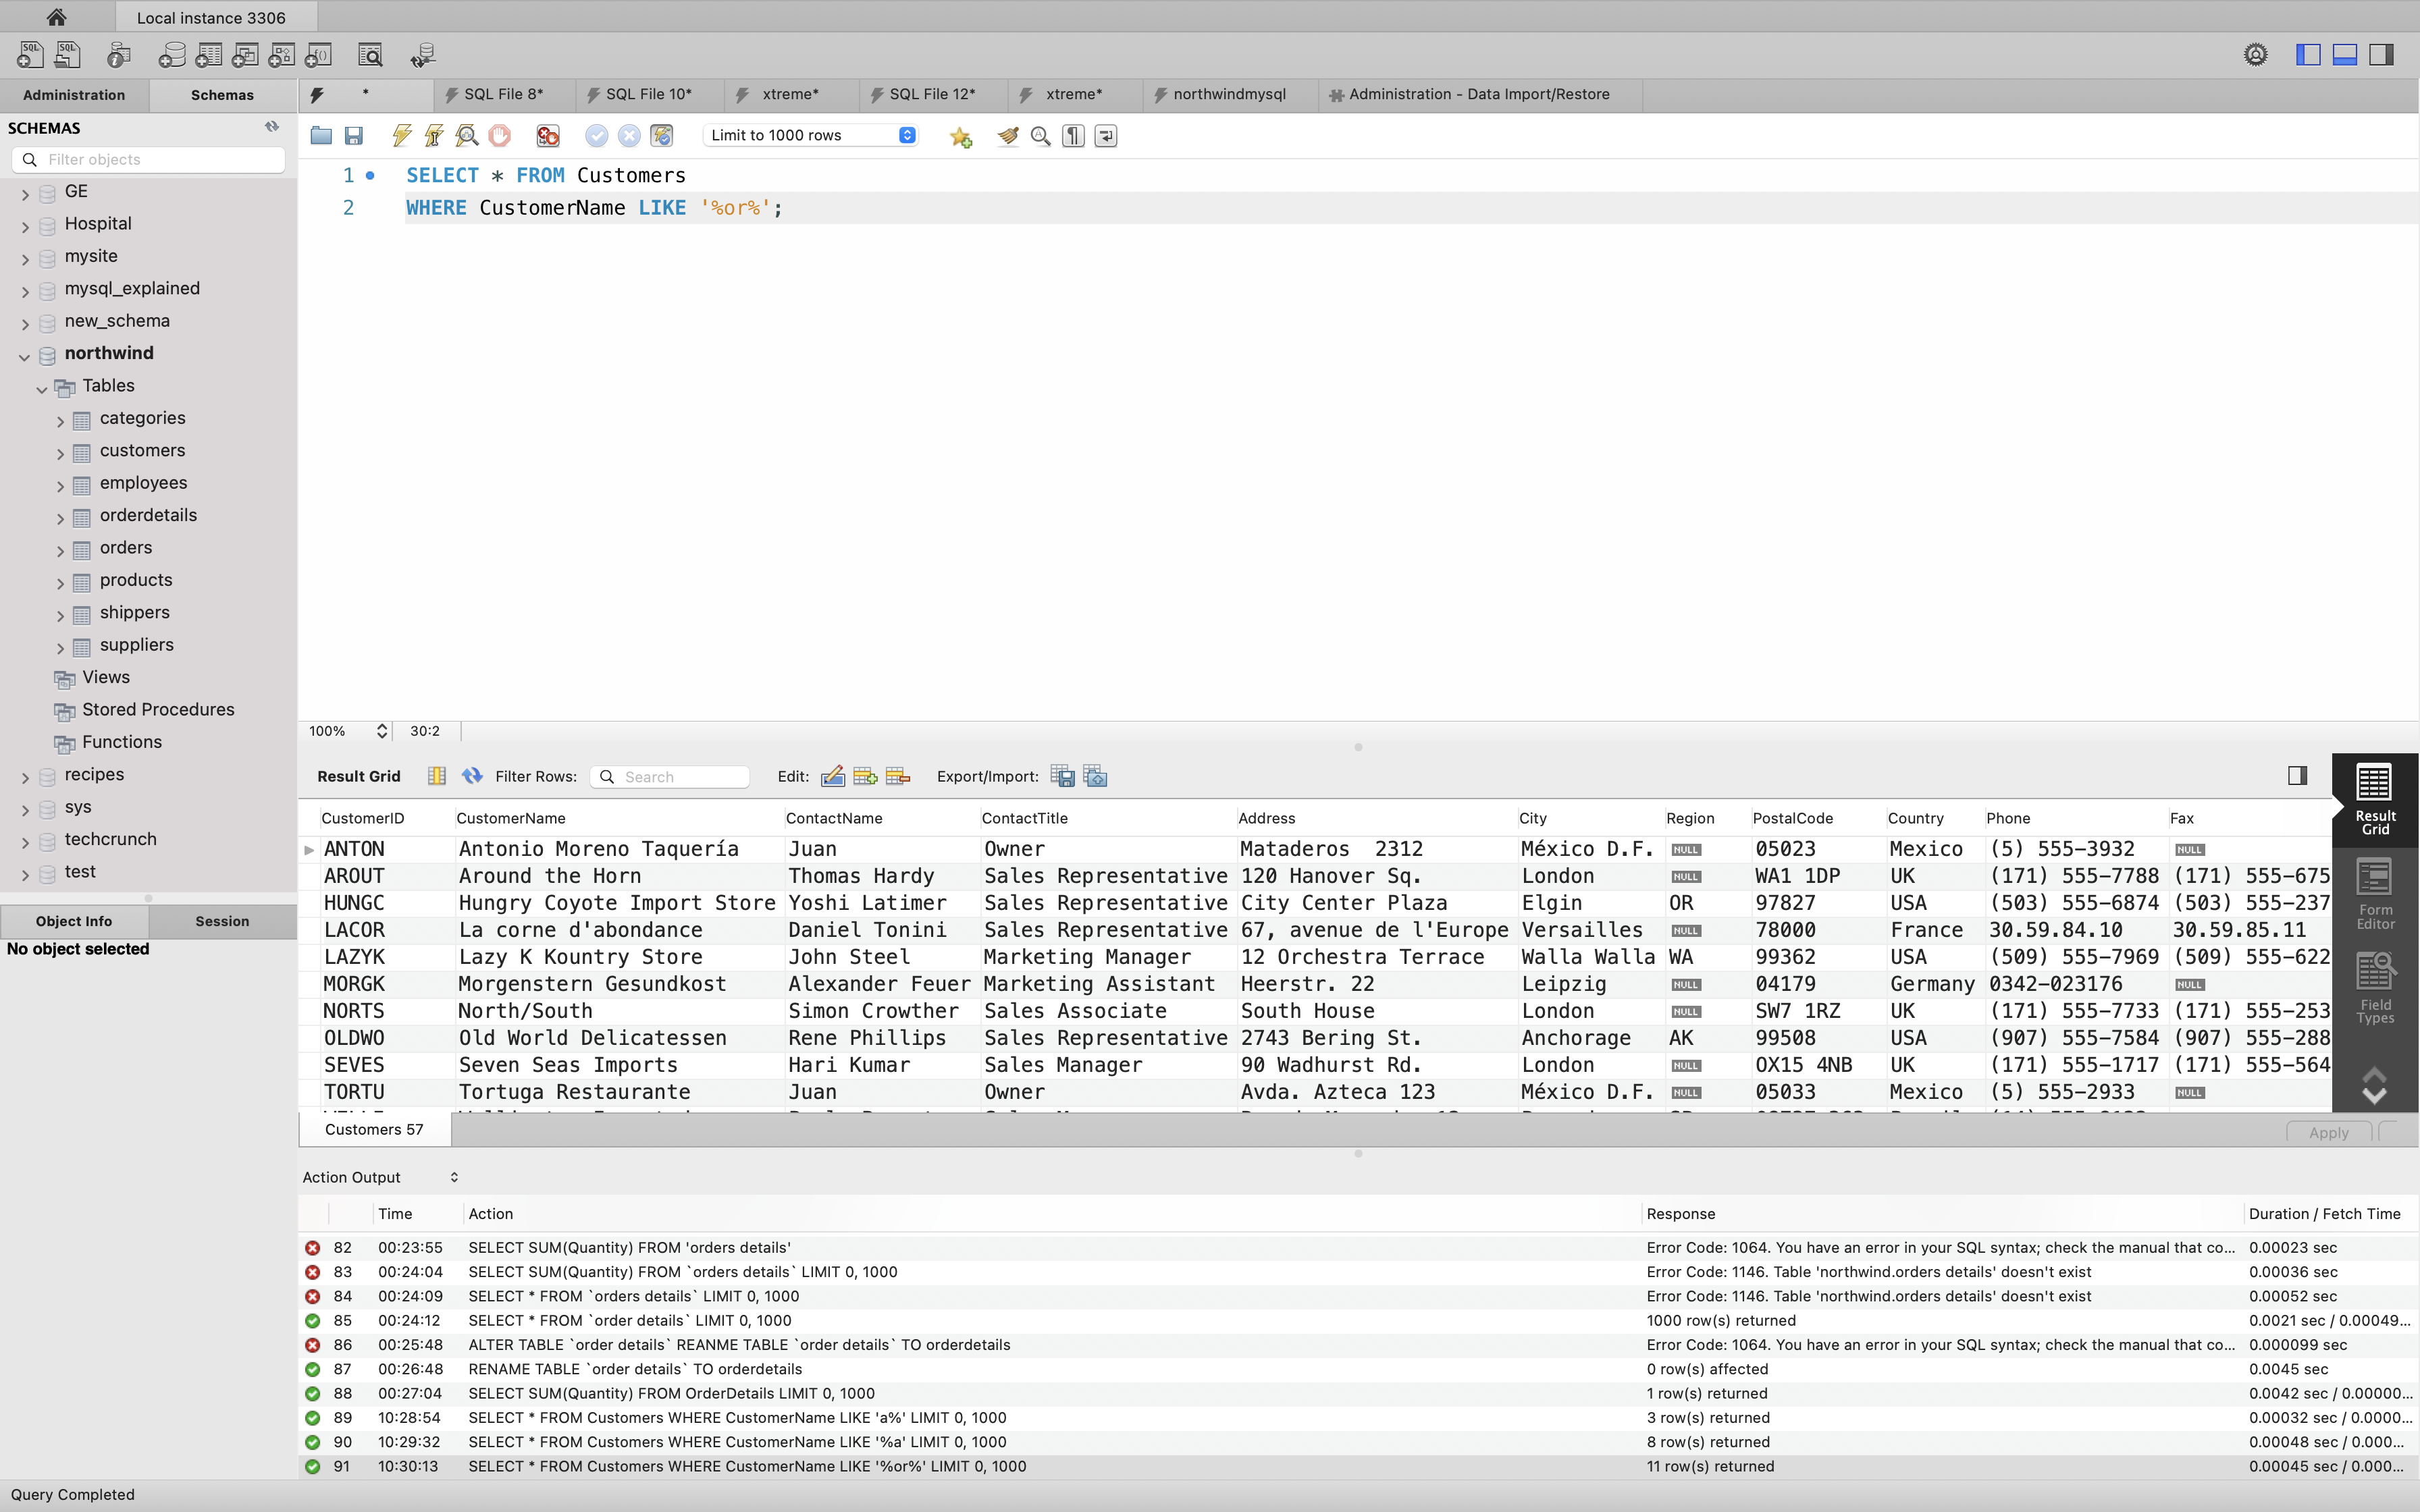 Local instance 3306
SQL SQL
Administration Schemas
* SQL File 8* SQL File 10* xtreme* SQL File 12* xtreme* northwindmysql Administration - Data Import/Restore
SCHEMAS
Filter objects
Limit to 1000 rows
1 SELECT * FROM Customers
2 WHERE CustomerName LIKE '%or%';
GE
Hospital
mysite
mysql_explained
new_schema
northwind
Tables
categories
customers
employees
orderdetails
orders
products
shippers
suppliers
Views
Stored Procedures
Functions
recipes
sys
techcrunch
test
Object Info Session
No object selected
100% 30:2
Result Grid Filter Rows: Search Edit: Export/Import:
CustomerID CustomerName ContactName ContactTitle Address City Region PostalCode Country Phone Fax
ANTON Antonio Moreno Taquería Juan Owner Mataderos 2312 México D.F. NULL 05023 Mexico (5) 555-3932 NULL
AROUT Around the Horn Thomas Hardy Sales Representative 120 Hanover Sq. London NULL WA1 1DP UK (171) 555-7788 (171) 555-675
HUNGC Hungry Coyote Import Store Yoshi Latimer Sales Representative City Center Plaza Elgin OR 97827 USA (503) 555-6874 (503) 555-237
LACOR La corne d'abondance Daniel Tonini Sales Representative 67, avenue de l'Europe Versailles NULL 78000 France 30.59.84.10 30.59.85.11
LAZYK Lazy K Kountry Store John Steel Marketing Manager 12 Orchestra Terrace Walla Walla WA 99362 USA (509) 555-7969 (509) 555-622
MORGK Morgenstern Gesundkost Alexander Feuer Marketing Assistant Heerstr. 22 Leipzig NULL 04179 Germany 0342-023176 NULL
NORTS North/South Simon Crowther Sales Associate South House London NULL SW7 1RZ UK (171) 555-7733 (171) 555-253
OLDWO Old World Delicatessen Rene Phillips Sales Representative 2743 Bering St. Anchorage AK 99508 USA (907) 555-7584 (907) 555-288
SEVES Seven Seas Imports Hari Kumar Sales Manager 90 Wadhurst Rd. London NULL OX15 4NB UK (171) 555-1717 (171) 555-564
TORTU Tortuga Restaurante Juan Owner Avda. Azteca 123 México D.F. NULL 05033 Mexico (5) 555-2933 NULL
Result
Grid
Form
Editor
Field
Types
Customers 57
Apply
Action Output
Time Action Response Duration / Fetch Time
82 00:23:55 SELECT SUM(Quantity) FROM 'orders details' Error Code: 1064. You have an error in your SQL syntax; check the manual that co... 0.00023 sec
83 00:24:04 SELECT SUM(Quantity) FROM `orders details` LIMIT 0, 1000 Error Code: 1146. Table 'northwind.orders details' doesn't exist 0.00036 sec
84 00:24:09 SELECT * FROM `orders details` LIMIT 0, 1000 Error Code: 1146. Table 'northwind.orders details' doesn't exist 0.00052 sec
85 00:24:12 SELECT * FROM `order details` LIMIT 0, 1000 1000 row(s) returned 0.0021 sec / 0.00049...
86 00:25:48 ALTER TABLE `order details` REANME TABLE `order details` TO orderdetails Error Code: 1064. You have an error in your SQL syntax; check the manual that co... 0.000099 sec
87 00:26:48 RENAME TABLE `order details` TO orderdetails 0 row(s) affected 0.0045 sec
88 00:27:04 SELECT SUM(Quantity) FROM OrderDetails LIMIT 0, 1000 1 row(s) returned 0.0042 sec / 0.00000...
89 10:28:54 SELECT * FROM Customers WHERE CustomerName LIKE 'a%' LIMIT 0, 1000 3 row(s) returned 0.00032 sec / 0.0000...
90 10:29:32 SELECT * FROM Customers WHERE CustomerName LIKE '%a' LIMIT 0, 1000 8 row(s) returned 0.00048 sec / 0.000...
91 10:30:13 SELECT * FROM Customers WHERE CustomerName LIKE '%or%' LIMIT 0, 1000 11 row(s) returned 0.00045 sec / 0.000...
Query Completed